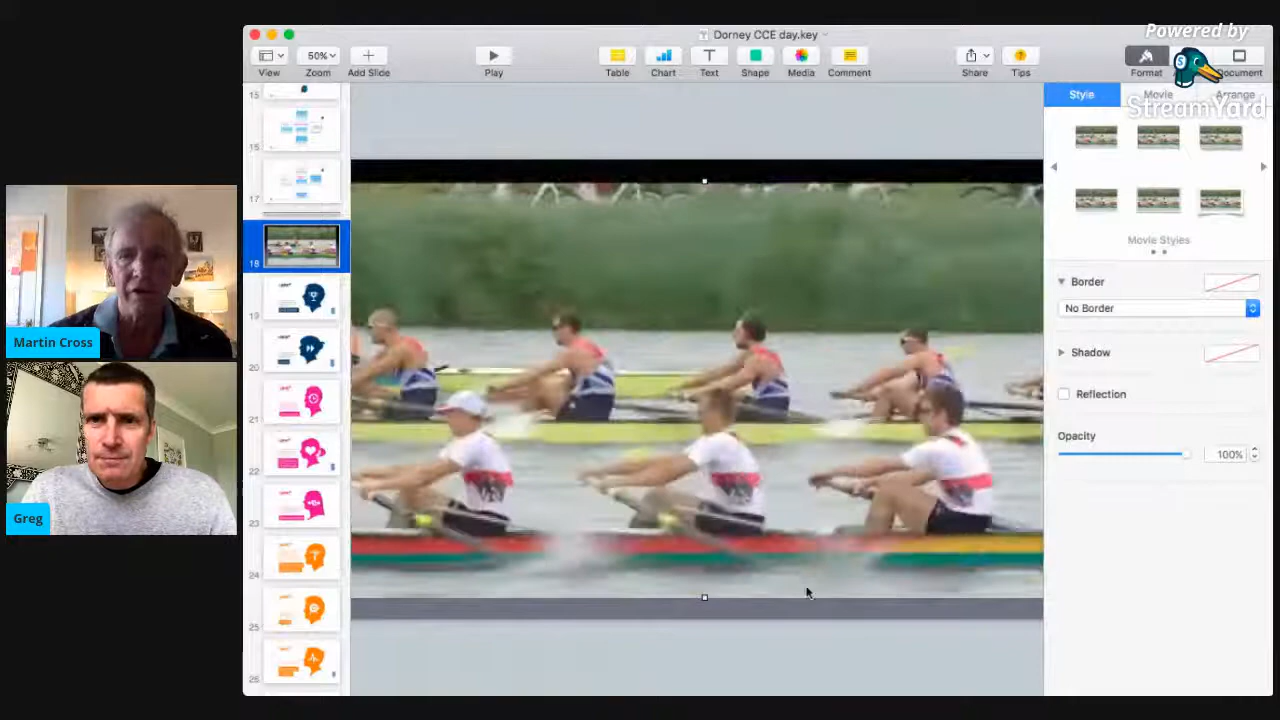 Powered by
StreamYard
Dorney CCE day.key
50%
View
Zoom
Add Slide
Play
Table
Chart
Text
Shape
Media
Comment
Share
Tips
Format
Document
Style
Movie
Arrange
15
17
18
19
20
21
22
23
24
25
26
Movie Styles
Border
No Border
Shadow
Reflection
Opacity
100%
Martin Cross
Greg